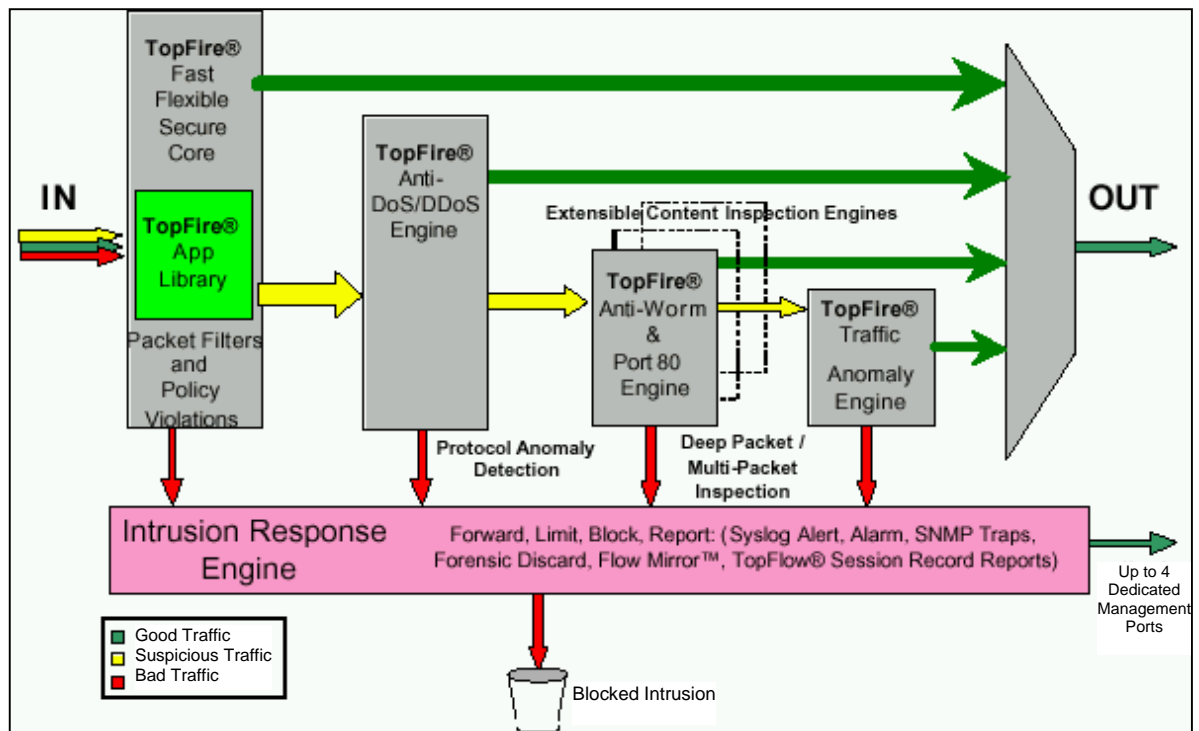 TopFire®
Fast
Flexible
Secure
Core
TopFire®
App
Library
Packet Filters
and
Policy
Violations
IN
TopFire®
Anti-
DoS/DDoS
Engine
Extensible Content Inspection Engines
TopFire®
Anti-Worm
&
Port 80
Engine
TopFire®
Traffic
Anomaly
Engine
OUT
Protocol Anomaly
Detection
Deep Packet /
Multi-Packet
Inspection
Intrusion Response
Engine
Forward, Limit, Block, Report: (Syslog Alert, Alarm, SNMP Traps,
Forensic Discard, Flow Mirror™, TopFlow® Session Record Reports)
Up to 4
Dedicated
Management
Ports
Good Traffic
Suspicious Traffic
Bad Traffic
Blocked Intrusion